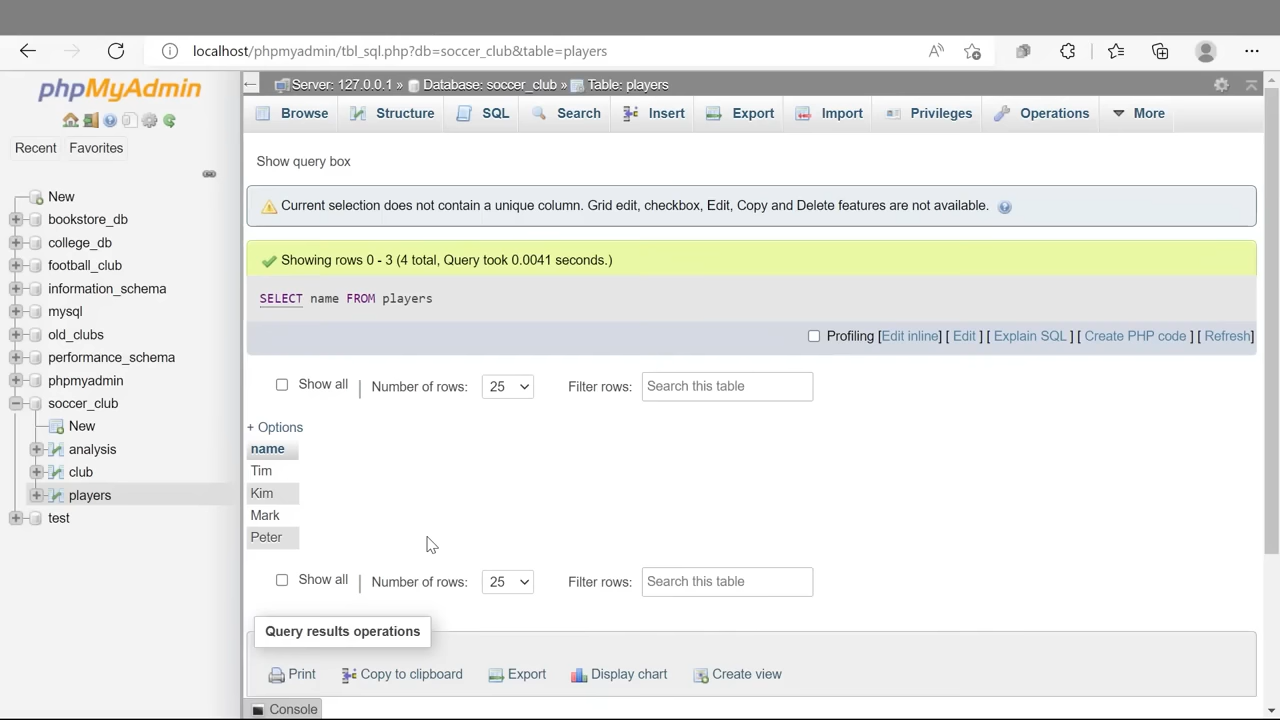 localhost/phpmyadmin/tbl_sql.php?db=soccer_club&table=players
phpMyAdmin
Recent Favorites
New
bookstore_db
college_db
football_club
information_schema
mysql
old_clubs
performance_schema
phpmyadmin
soccer_club
New
analysis
club
players
test
Server: 127.0.0.1 » Database: soccer_club » Table: players
Browse Structure SQL Search Insert Export Import Privileges Operations More
Show query box
Current selection does not contain a unique column. Grid edit, checkbox, Edit, Copy and Delete features are not available.
Showing rows 0 - 3 (4 total, Query took 0.0041 seconds.)
SELECT name FROM players
Profiling [Edit inline] [ Edit ] [ Explain SQL ] [ Create PHP code ] [ Refresh]
Show all | Number of rows: 25 Filter rows: Search this table
+ Options
name
Tim
Kim
Mark
Peter
Show all | Number of rows: 25 Filter rows: Search this table
Query results operations
Print Copy to clipboard Export Display chart Create view
Console